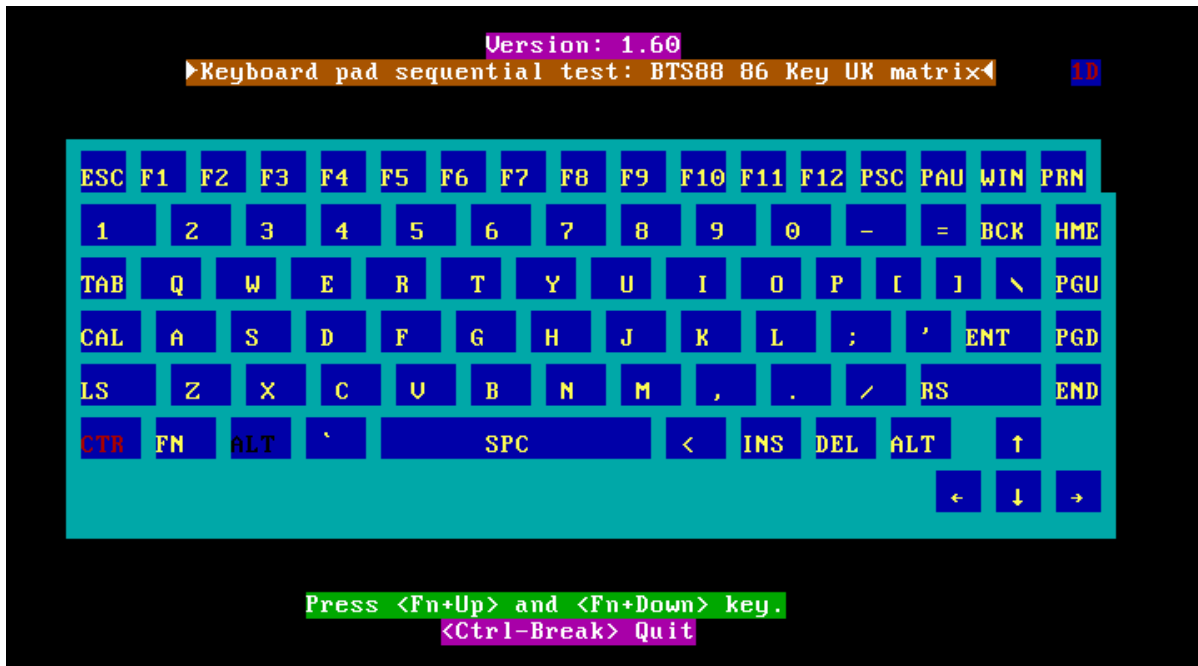 Version: 1.60
▶Keyboard pad sequential test: BTS88 86 Key UK matrix◀ 1D
ESC F1 F2 F3 F4 F5 F6 F7 F8 F9 F10 F11 F12 PSC PAU WIN PRN
1 2 3 4 5 6 7 8 9 0 - = BCK HME
TAB Q W E R T Y U I O P [ ] \ PGU
CAL A S D F G H J K L ; ' ENT PGD
LS Z X C V B N M , . / RS END
CTR FN ALT ` SPC < INS DEL ALT ↑
← ↓ →
Press <Fn+Up> and <Fn+Down> key.
<Ctrl-Break> Quit